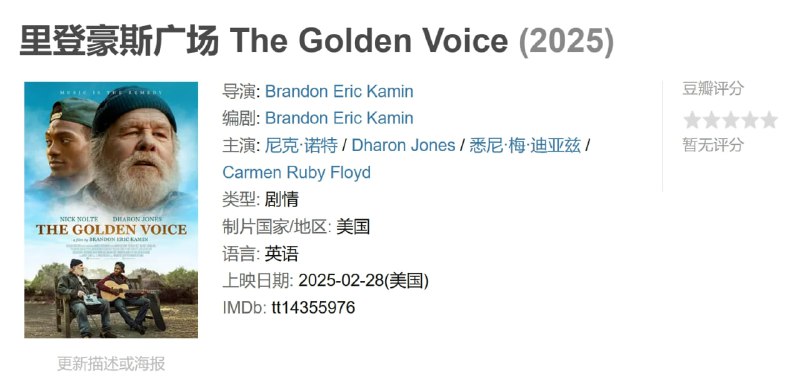 里登豪斯广场 The Golden Voice (2025)
MUSIC IS THE REMEDY
NICK NOLTE DHARON JONES
THE GOLDEN VOICE
a film by BRANDON ERIC KAMIN
更新描述或海报
导演: Brandon Eric Kamin
编剧: Brandon Eric Kamin
主演: 尼克·诺特 / Dharon Jones / 悉尼·梅·迪亚兹 /
Carmen Ruby Floyd
类型: 剧情
制片国家/地区: 美国
语言: 英语
上映日期: 2025-02-28(美国)
IMDb: tt14355976
豆瓣评分
暂无评分